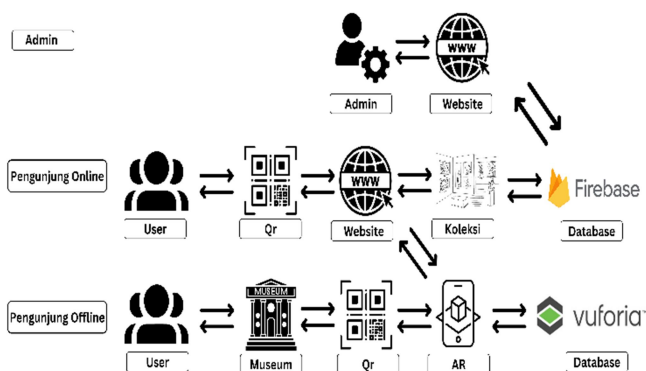 Admin
WWW
Admin
Website
Pengunjung Online
WWW
Firebase
User
Qr
Website
Koleksi
Database
Pengunjung Offline
MUSEUM
vuforia
User
Museum
Qr
AR
Database